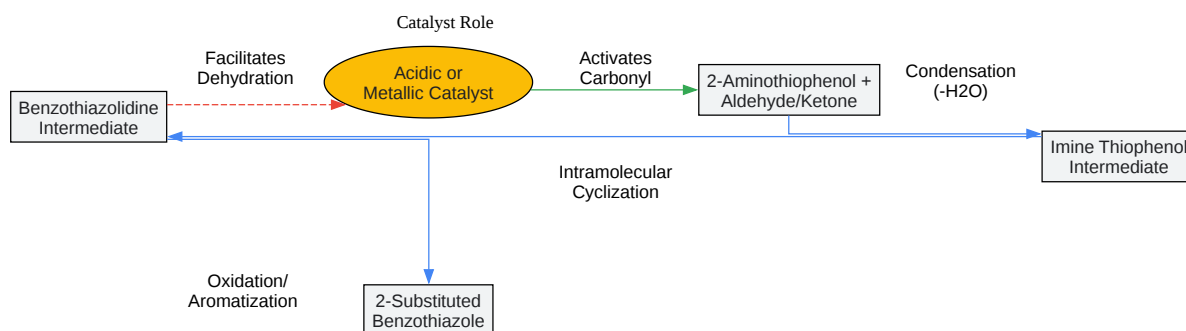 Catalyst Role
Facilitates
Dehydration
Acidic or
Metallic Catalyst
Activates
Carbonyl
2-Aminothiophenol +
Aldehyde/Ketone
Condensation
(-H2O)
Benzothiazolidine
Intermediate
Imine Thiophenol
Intermediate
Intramolecular
Cyclization
Oxidation/
Aromatization
2-Substituted
Benzothiazole